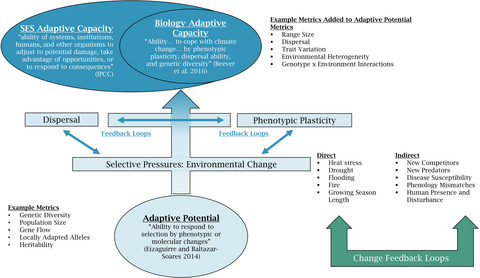 SES Adaptive Capacity
"ability of systems, institutions,
humans, and other organisms to
adjust to potential damage, take
advantage of opportunities, or
to respond to consequences"
(IPCC)
Biology Adaptive
Capacity
"Ability... to cope with climate
change... by phenotypic
plasticity, dispersal ability,
and genetic diversity" (Beever
et al. 2016)
Example Metrics Added to Adaptive Potential
Metrics
• Range Size
• Dispersal
• Trait Variation
• Environmental Heterogeneity
• Genotype x Environment Interactions
Dispersal
Feedback Loops
Feedback Loops
Phenotypic Plasticity
Selective Pressures: Environmental Change
Direct
• Heat stress
• Drought
• Flooding
• Fire
• Growing Season
Length
Indirect
• New Competitors
• New Predators
• Disease Susceptibility
• Phenology Mismatches
• Human Presence and
Disturbance
Example Metrics
• Genetic Diversity
• Population Size
• Gene Flow
• Locally Adapted Alleles
• Heritability
Adaptive Potential
"Ability to respond to
selection by phenotypic or
molecular changes"
(Eizaguirre and Baltazar-
Soares 2014)
Change Feedback Loops